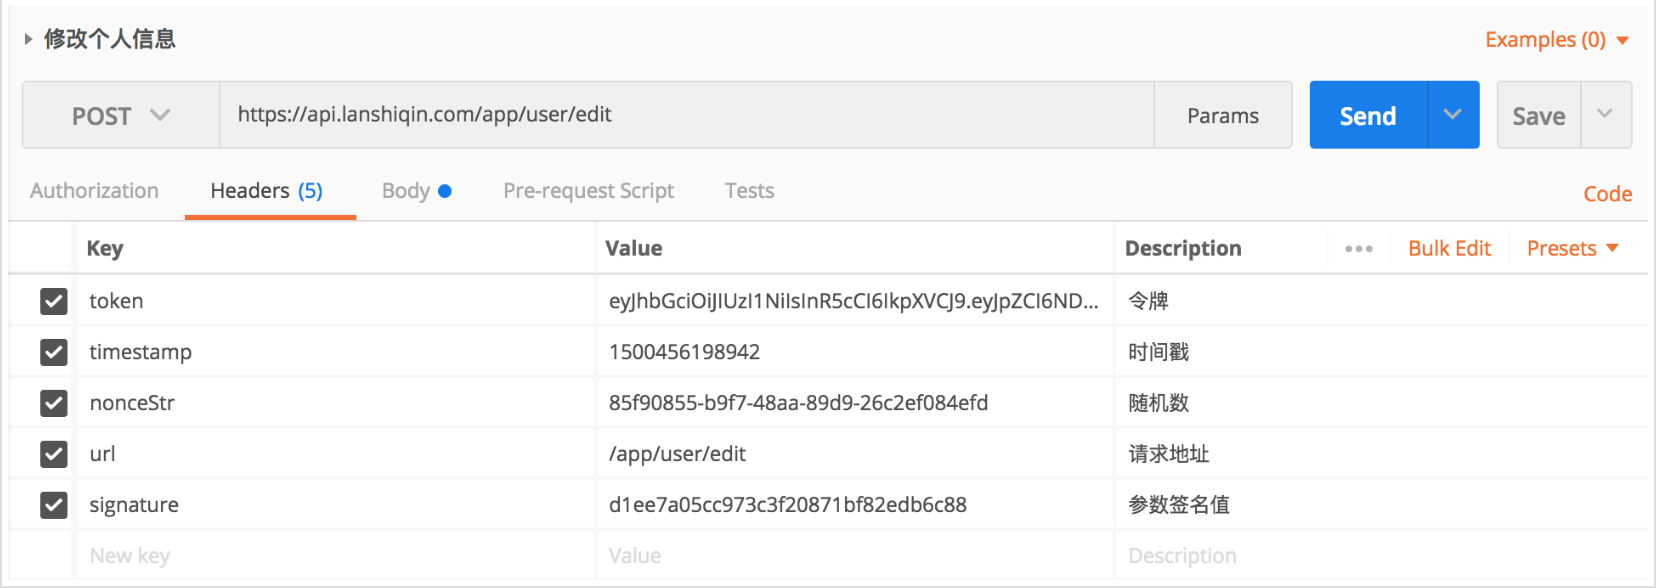 修改个人信息 Examples (0)
POST https://api.lanshiqin.com/app/user/edit Params Send Save
Authorization Headers (5) Body Pre-request Script Tests Code
Key Value Description ••• Bulk Edit Presets
token eyJhbGciOiJIUzI1NiIsInR5cCI6IkpXVCJ9.eyJpZCI6ND... 令牌
timestamp 1500456198942 时间戳
nonceStr 85f90855-b9f7-48aa-89d9-26c2ef084efd 随机数
url /app/user/edit 请求地址
signature d1ee7a05cc973c3f20871bf82edb6c88 参数签名值
New key Value Description